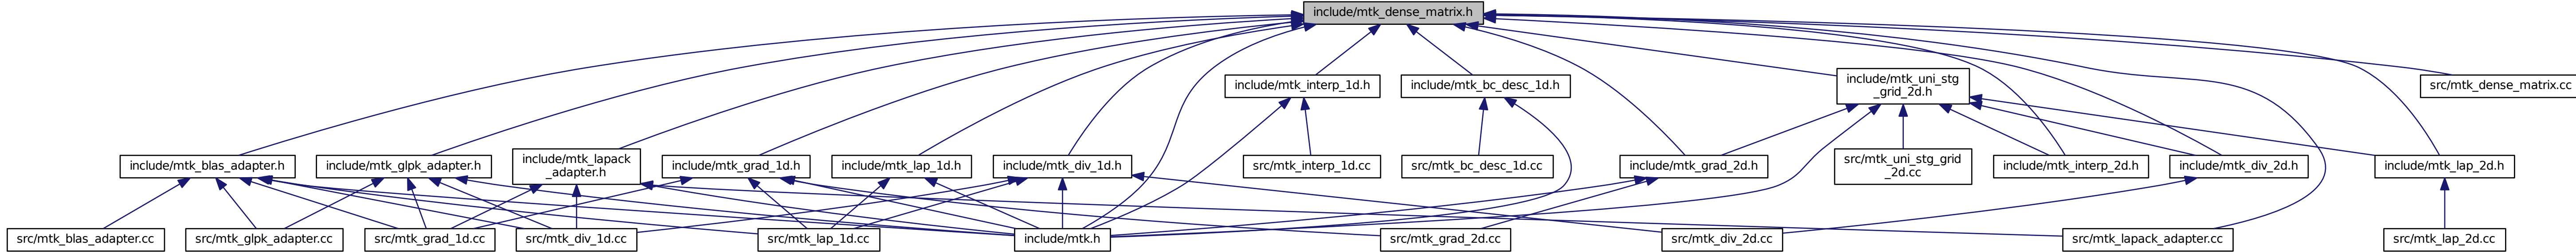 include/mtk_dense_matrix.h
include/mtk_interp_1d.h
include/mtk_bc_desc_1d.h
include/mtk_uni_stg
_grid_2d.h
src/mtk_dense_matrix.cc
include/mtk_blas_adapter.h
include/mtk_glpk_adapter.h
include/mtk_lapack
_adapter.h
include/mtk_grad_1d.h
include/mtk_lap_1d.h
include/mtk_div_1d.h
src/mtk_interp_1d.cc
src/mtk_bc_desc_1d.cc
include/mtk_grad_2d.h
src/mtk_uni_stg_grid
_2d.cc
include/mtk_interp_2d.h
include/mtk_div_2d.h
include/mtk_lap_2d.h
src/mtk_blas_adapter.cc
src/mtk_glpk_adapter.cc
src/mtk_grad_1d.cc
src/mtk_div_1d.cc
src/mtk_lap_1d.cc
include/mtk.h
src/mtk_grad_2d.cc
src/mtk_div_2d.cc
src/mtk_lapack_adapter.cc
src/mtk_lap_2d.cc